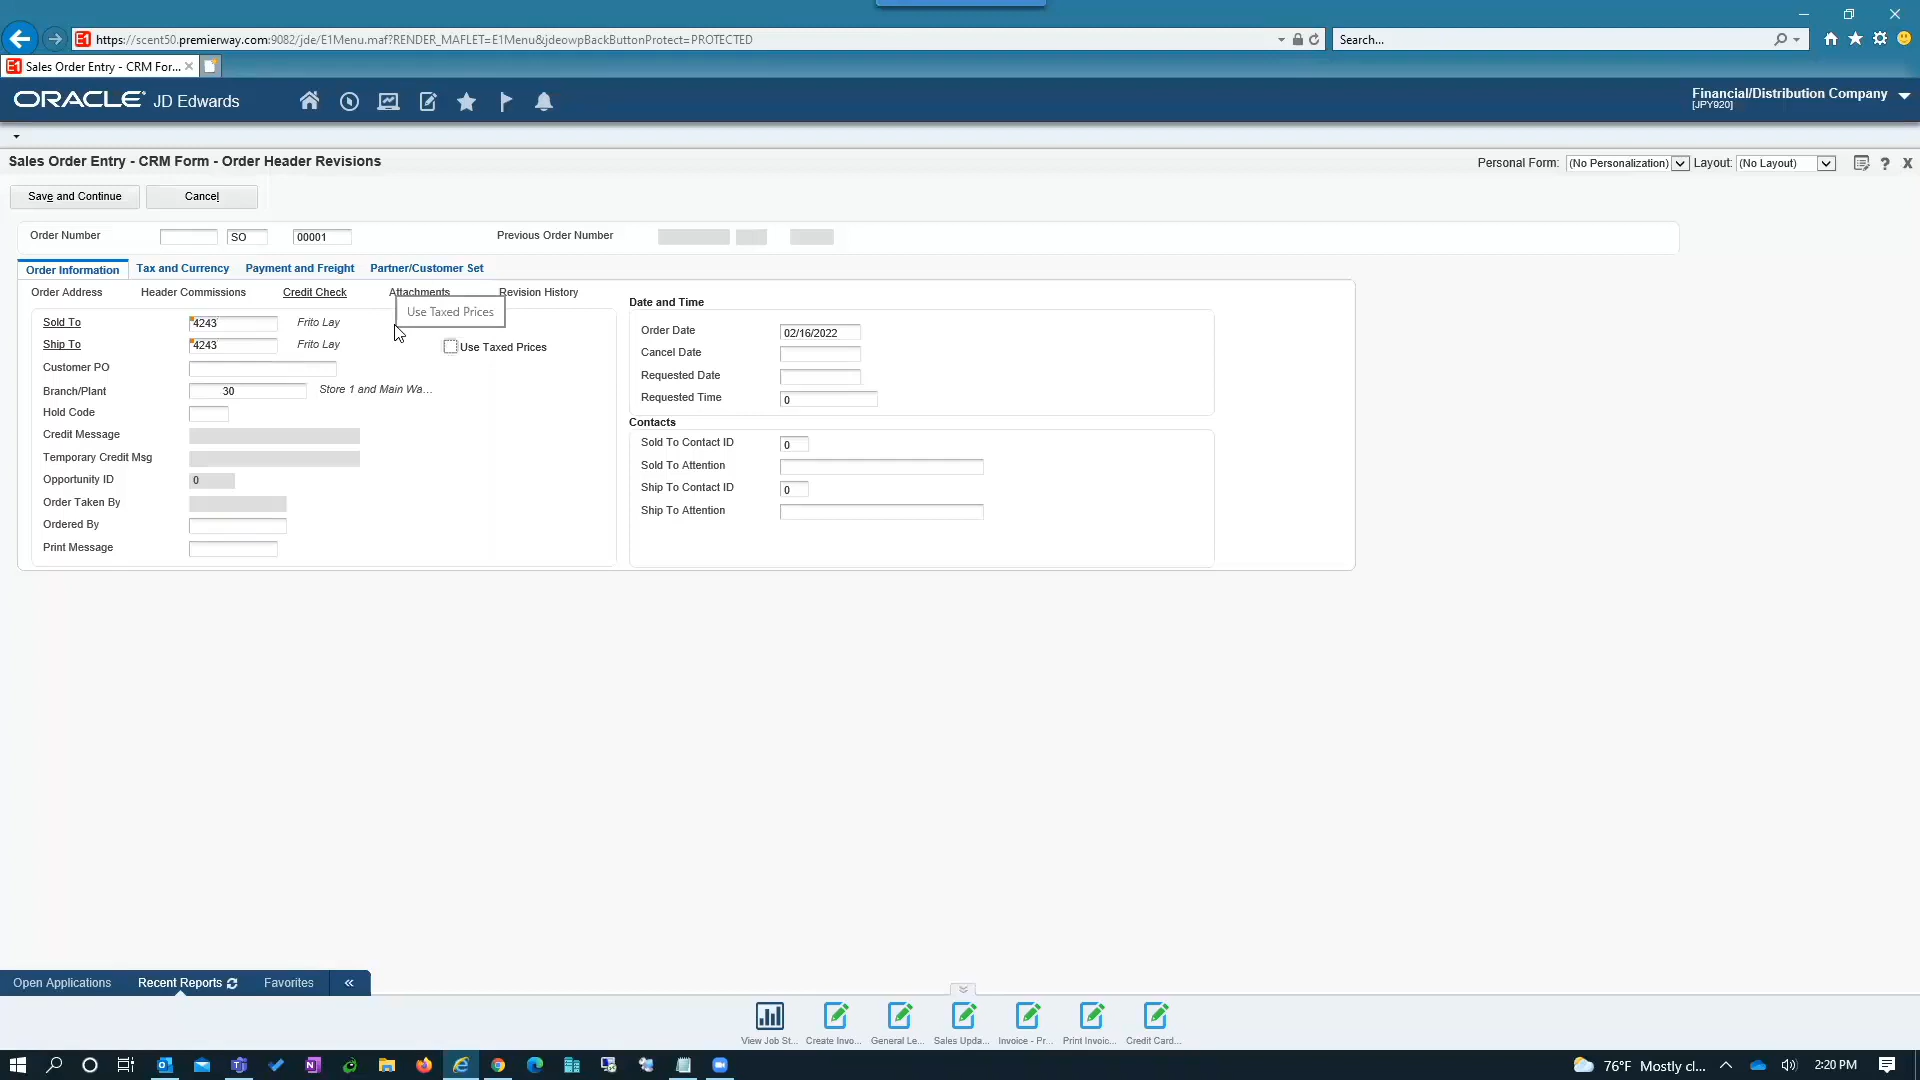 https://scent50.premierway.com:9082/jde/E1Menu.maf?RENDER_MAFLET=E1Menu&jdeowpBackButtonProtect=PROTECTED
Search...
Sales Order Entry - CRM For...
ORACLE JD Edwards
Financial/Distribution Company
[JPY920]
Sales Order Entry - CRM Form - Order Header Revisions
Personal Form: (No Personalization) Layout: (No Layout)
Save and Continue Cancel
Order Number SO 00001 Previous Order Number
Order Information Tax and Currency Payment and Freight Partner/Customer Set
Order Address Header Commissions Credit Check Attachments Revision History
Use Taxed Prices
Sold To 4243 Frito Lay
Ship To 4243 Frito Lay Use Taxed Prices
Customer PO
Branch/Plant 30 Store 1 and Main Wa...
Hold Code
Credit Message
Temporary Credit Msg
Opportunity ID 0
Order Taken By
Ordered By
Print Message
Date and Time
Order Date 02/16/2022
Cancel Date
Requested Date
Requested Time 0
Contacts
Sold To Contact ID 0
Sold To Attention
Ship To Contact ID 0
Ship To Attention
Open Applications Recent Reports Favorites «
View Job St... Create Invo... General Le... Sales Upda... Invoice - Pr... Print Invoic... Credit Card...
76°F Mostly cl... 2:20 PM